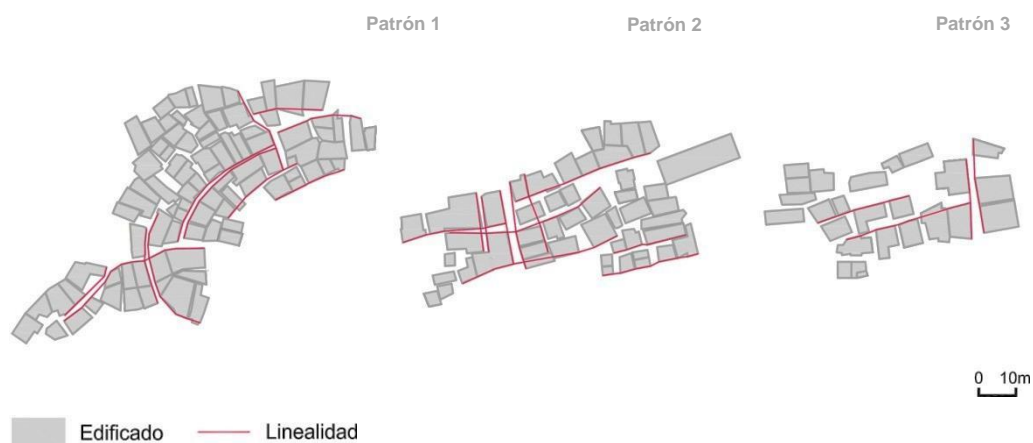 Patrón 1
Patrón 2
Patrón 3
0 10m
Edificado
Linealidad